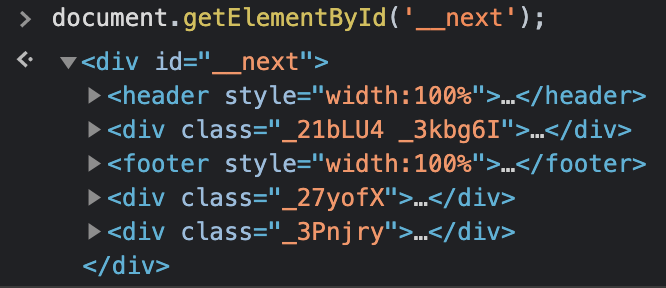 document.getElementById('__next');
<div id="__next">
<header style="width:100%">…</header>
<div class="_21bLU4 _3kbg6I">…</div>
<footer style="width:100%">…</footer>
<div class="_27yofX">…</div>
<div class="_3Pnjry">…</div>
</div>